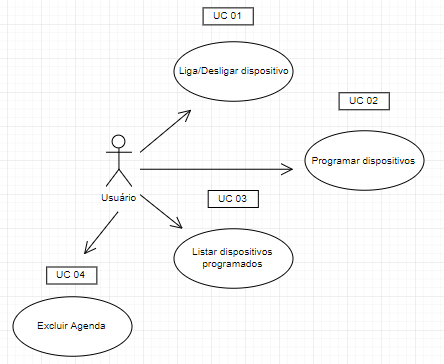 UC 01
Liga/Desligar dispositivo
UC 02
Programar dispositivos
Usuário
UC 03
Listar dispositivos
programados
UC 04
Excluir Agenda